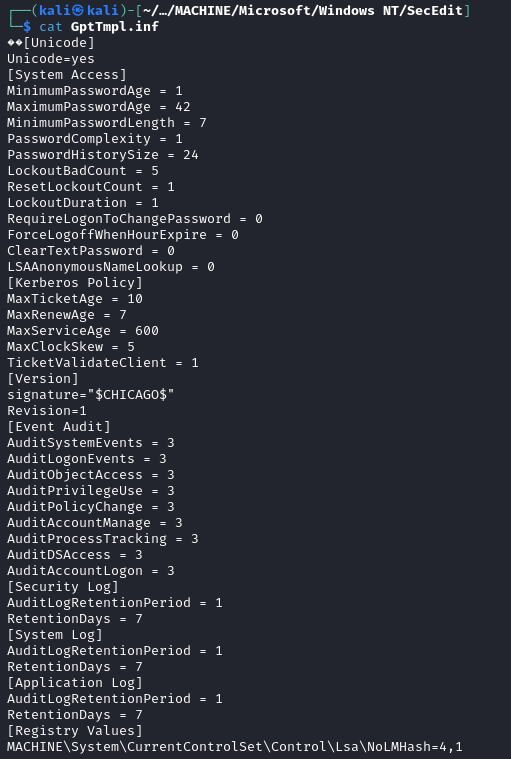 ┌──(kali㉿kali)-[~/…/MACHINE/Microsoft/Windows NT/SecEdit]
└─$ cat GptTmpl.inf
��[Unicode]
Unicode=yes
[System Access]
MinimumPasswordAge = 1
MaximumPasswordAge = 42
MinimumPasswordLength = 7
PasswordComplexity = 1
PasswordHistorySize = 24
LockoutBadCount = 5
ResetLockoutCount = 1
LockoutDuration = 1
RequireLogonToChangePassword = 0
ForceLogoffWhenHourExpire = 0
ClearTextPassword = 0
LSAAnonymousNameLookup = 0
[Kerberos Policy]
MaxTicketAge = 10
MaxRenewAge = 7
MaxServiceAge = 600
MaxClockSkew = 5
TicketValidateClient = 1
[Version]
signature="$CHICAGO$"
Revision=1
[Event Audit]
AuditSystemEvents = 3
AuditLogonEvents = 3
AuditObjectAccess = 3
AuditPrivilegeUse = 3
AuditPolicyChange = 3
AuditAccountManage = 3
AuditProcessTracking = 3
AuditDSAccess = 3
AuditAccountLogon = 3
[Security Log]
AuditLogRetentionPeriod = 1
RetentionDays = 7
[System Log]
AuditLogRetentionPeriod = 1
RetentionDays = 7
[Application Log]
AuditLogRetentionPeriod = 1
RetentionDays = 7
[Registry Values]
MACHINE\System\CurrentControlSet\Control\Lsa\NoLMHash=4,1